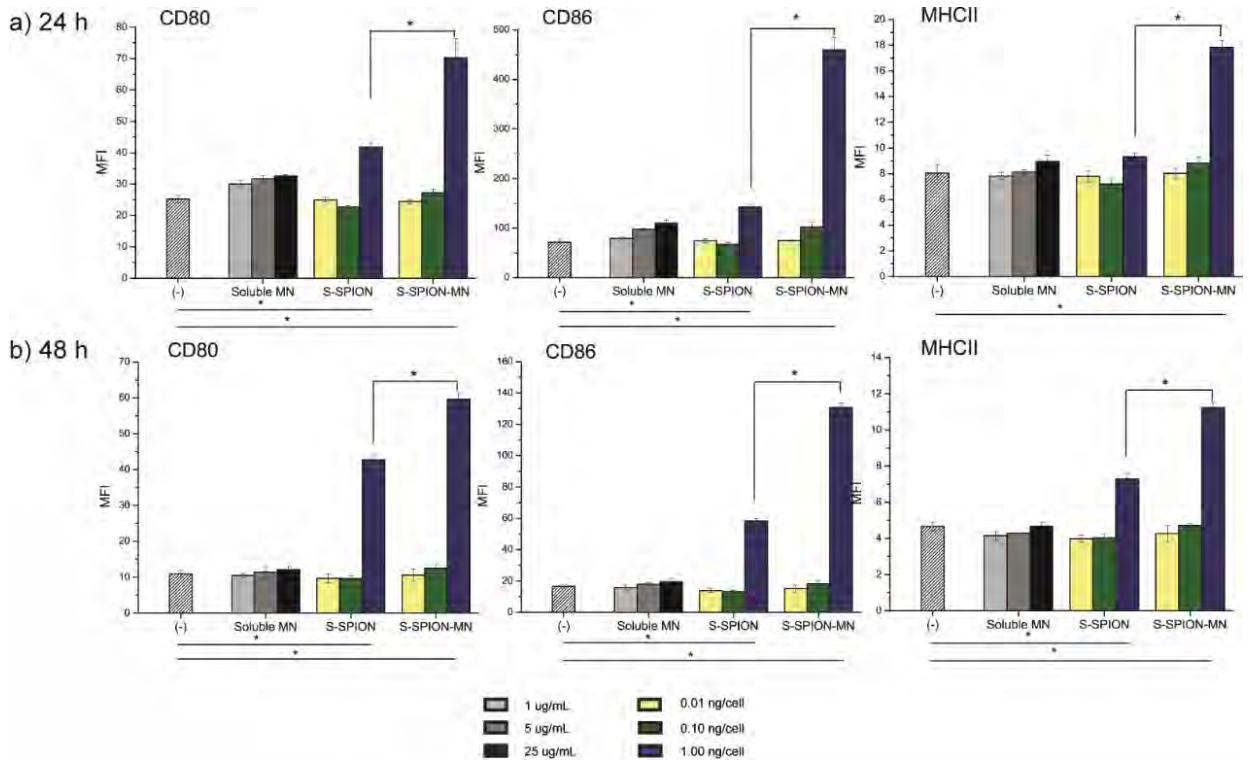 a) 24 h
CD80
CD86
MHCII
*
*
*
80
70
60
50
40
30
20
10
0
MFI
500
400
300
200
100
0
MFI
20
18
16
14
12
10
8
6
4
2
0
MFI
(-) Soluble MN S-SPION S-SPION-MN
(-) Soluble MN S-SPION S-SPION-MN
(-) Soluble MN S-SPION S-SPION-MN
*
*
*
*
*
b) 48 h
CD80
CD86
MHCII
*
*
*
70
60
50
40
30
20
10
0
MFI
160
140
120
100
80
60
40
20
0
MFI
14
12
10
8
6
4
2
0
MFI
(-) Soluble MN S-SPION S-SPION-MN
(-) Soluble MN S-SPION S-SPION-MN
(-) Soluble MN S-SPION S-SPION-MN
*
*
*
*
*
*
1 ug/mL
5 ug/mL
25 ug/mL
0.01 ng/cell
0.10 ng/cell
1.00 ng/cell